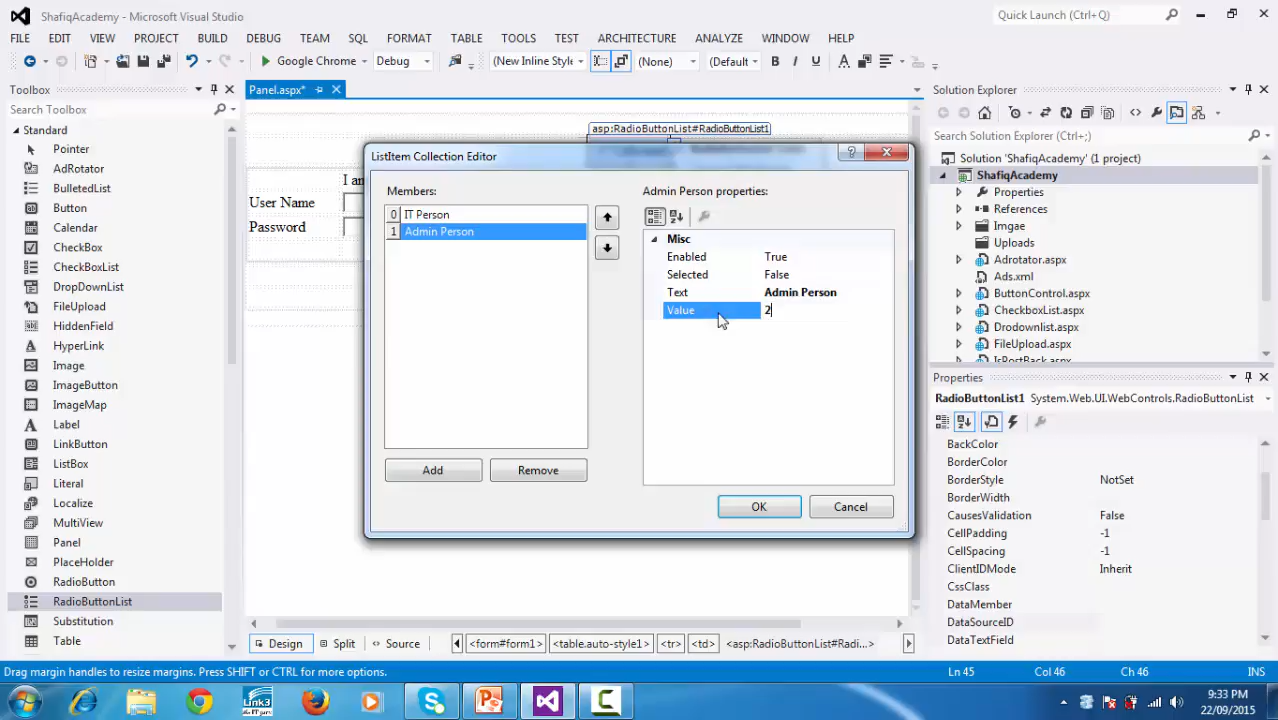 ShafiqAcademy - Microsoft Visual Studio
Quick Launch (Ctrl+Q)
FILE EDIT VIEW PROJECT BUILD DEBUG TEAM SQL FORMAT TABLE TOOLS TEST ARCHITECTURE ANALYZE WINDOW HELP
Google Chrome Debug (New Inline Style (None) (Default B I U A
Toolbox
Search Toolbox
Standard
Pointer
AdRotator
BulletedList
Button
Calendar
CheckBox
CheckBoxList
DropDownList
FileUpload
HiddenField
HyperLink
Image
ImageButton
ImageMap
Label
LinkButton
ListBox
Literal
Localize
MultiView
Panel
PlaceHolder
RadioButton
RadioButtonList
Substitution
Table
Panel.aspx*
asp:RadioButtonList#RadioButtonList1
I am
User Name
Password
ListItem Collection Editor
?
Members:
0 IT Person
1 Admin Person
Add
Remove
Admin Person properties:
Misc
Enabled True
Selected False
Text Admin Person
Value 2
OK
Cancel
Design
Split
Source
<form#form1>
<table.auto-style1>
<tr>
<td>
<asp:RadioButtonList#Radi...>
Solution Explorer
Search Solution Explorer (Ctrl+;)
Solution 'ShafiqAcademy' (1 project)
ShafiqAcademy
Properties
References
Imgae
Uploads
Adrotator.aspx
Ads.xml
ButtonControl.aspx
CheckboxList.aspx
Drodownlist.aspx
FileUpload.aspx
IsPostBack.aspx
Properties
RadioButtonList1 System.Web.UI.WebControls.RadioButtonList
BackColor
BorderColor
BorderStyle NotSet
BorderWidth
CausesValidation False
CellPadding -1
CellSpacing -1
ClientIDMode Inherit
CssClass
DataMember
DataSourceID
DataTextField
Drag margin handles to resize margins. Press SHIFT or CTRL for more options.
Ln 45
Col 46
Ch 46
INS
Link3
9:33 PM
22/09/2015